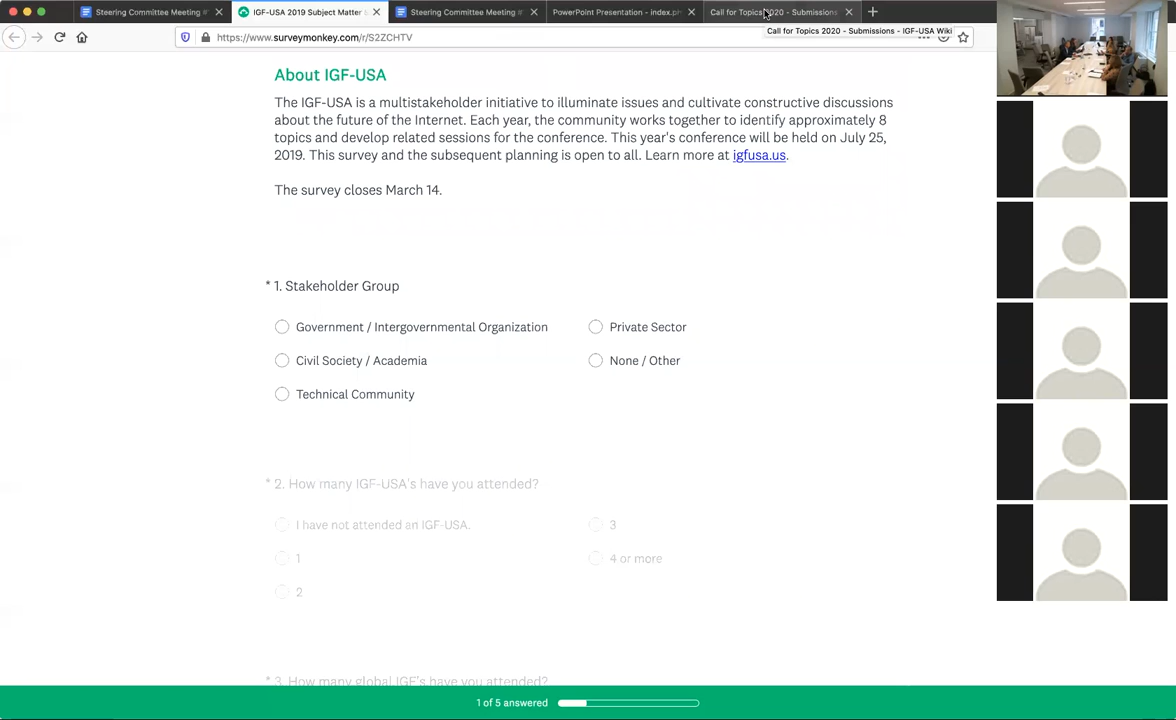 Steering Committee Meeting #
IGF-USA 2019 Subject Matter
Steering Committee Meeting #
PowerPoint Presentation - index.ph
Call for Topics 2020 - Submissions
Call for Topics 2020 - Submissions - IGF-USA Wiki
https://www.surveymonkey.com/r/S2ZCHTV
About IGF-USA
The IGF-USA is a multistakeholder initiative to illuminate issues and cultivate constructive discussions
about the future of the Internet. Each year, the community works together to identify approximately 8
topics and develop related sessions for the conference. This year's conference will be held on July 25,
2019. This survey and the subsequent planning is open to all. Learn more at igfusa.us.
The survey closes March 14.
* 1. Stakeholder Group
Government / Intergovernmental Organization
Private Sector
Civil Society / Academia
None / Other
Technical Community
* 2. How many IGF-USA's have you attended?
I have not attended an IGF-USA.
3
1
4 or more
2
* 3. How many global IGF's have you attended?
1 of 5 answered